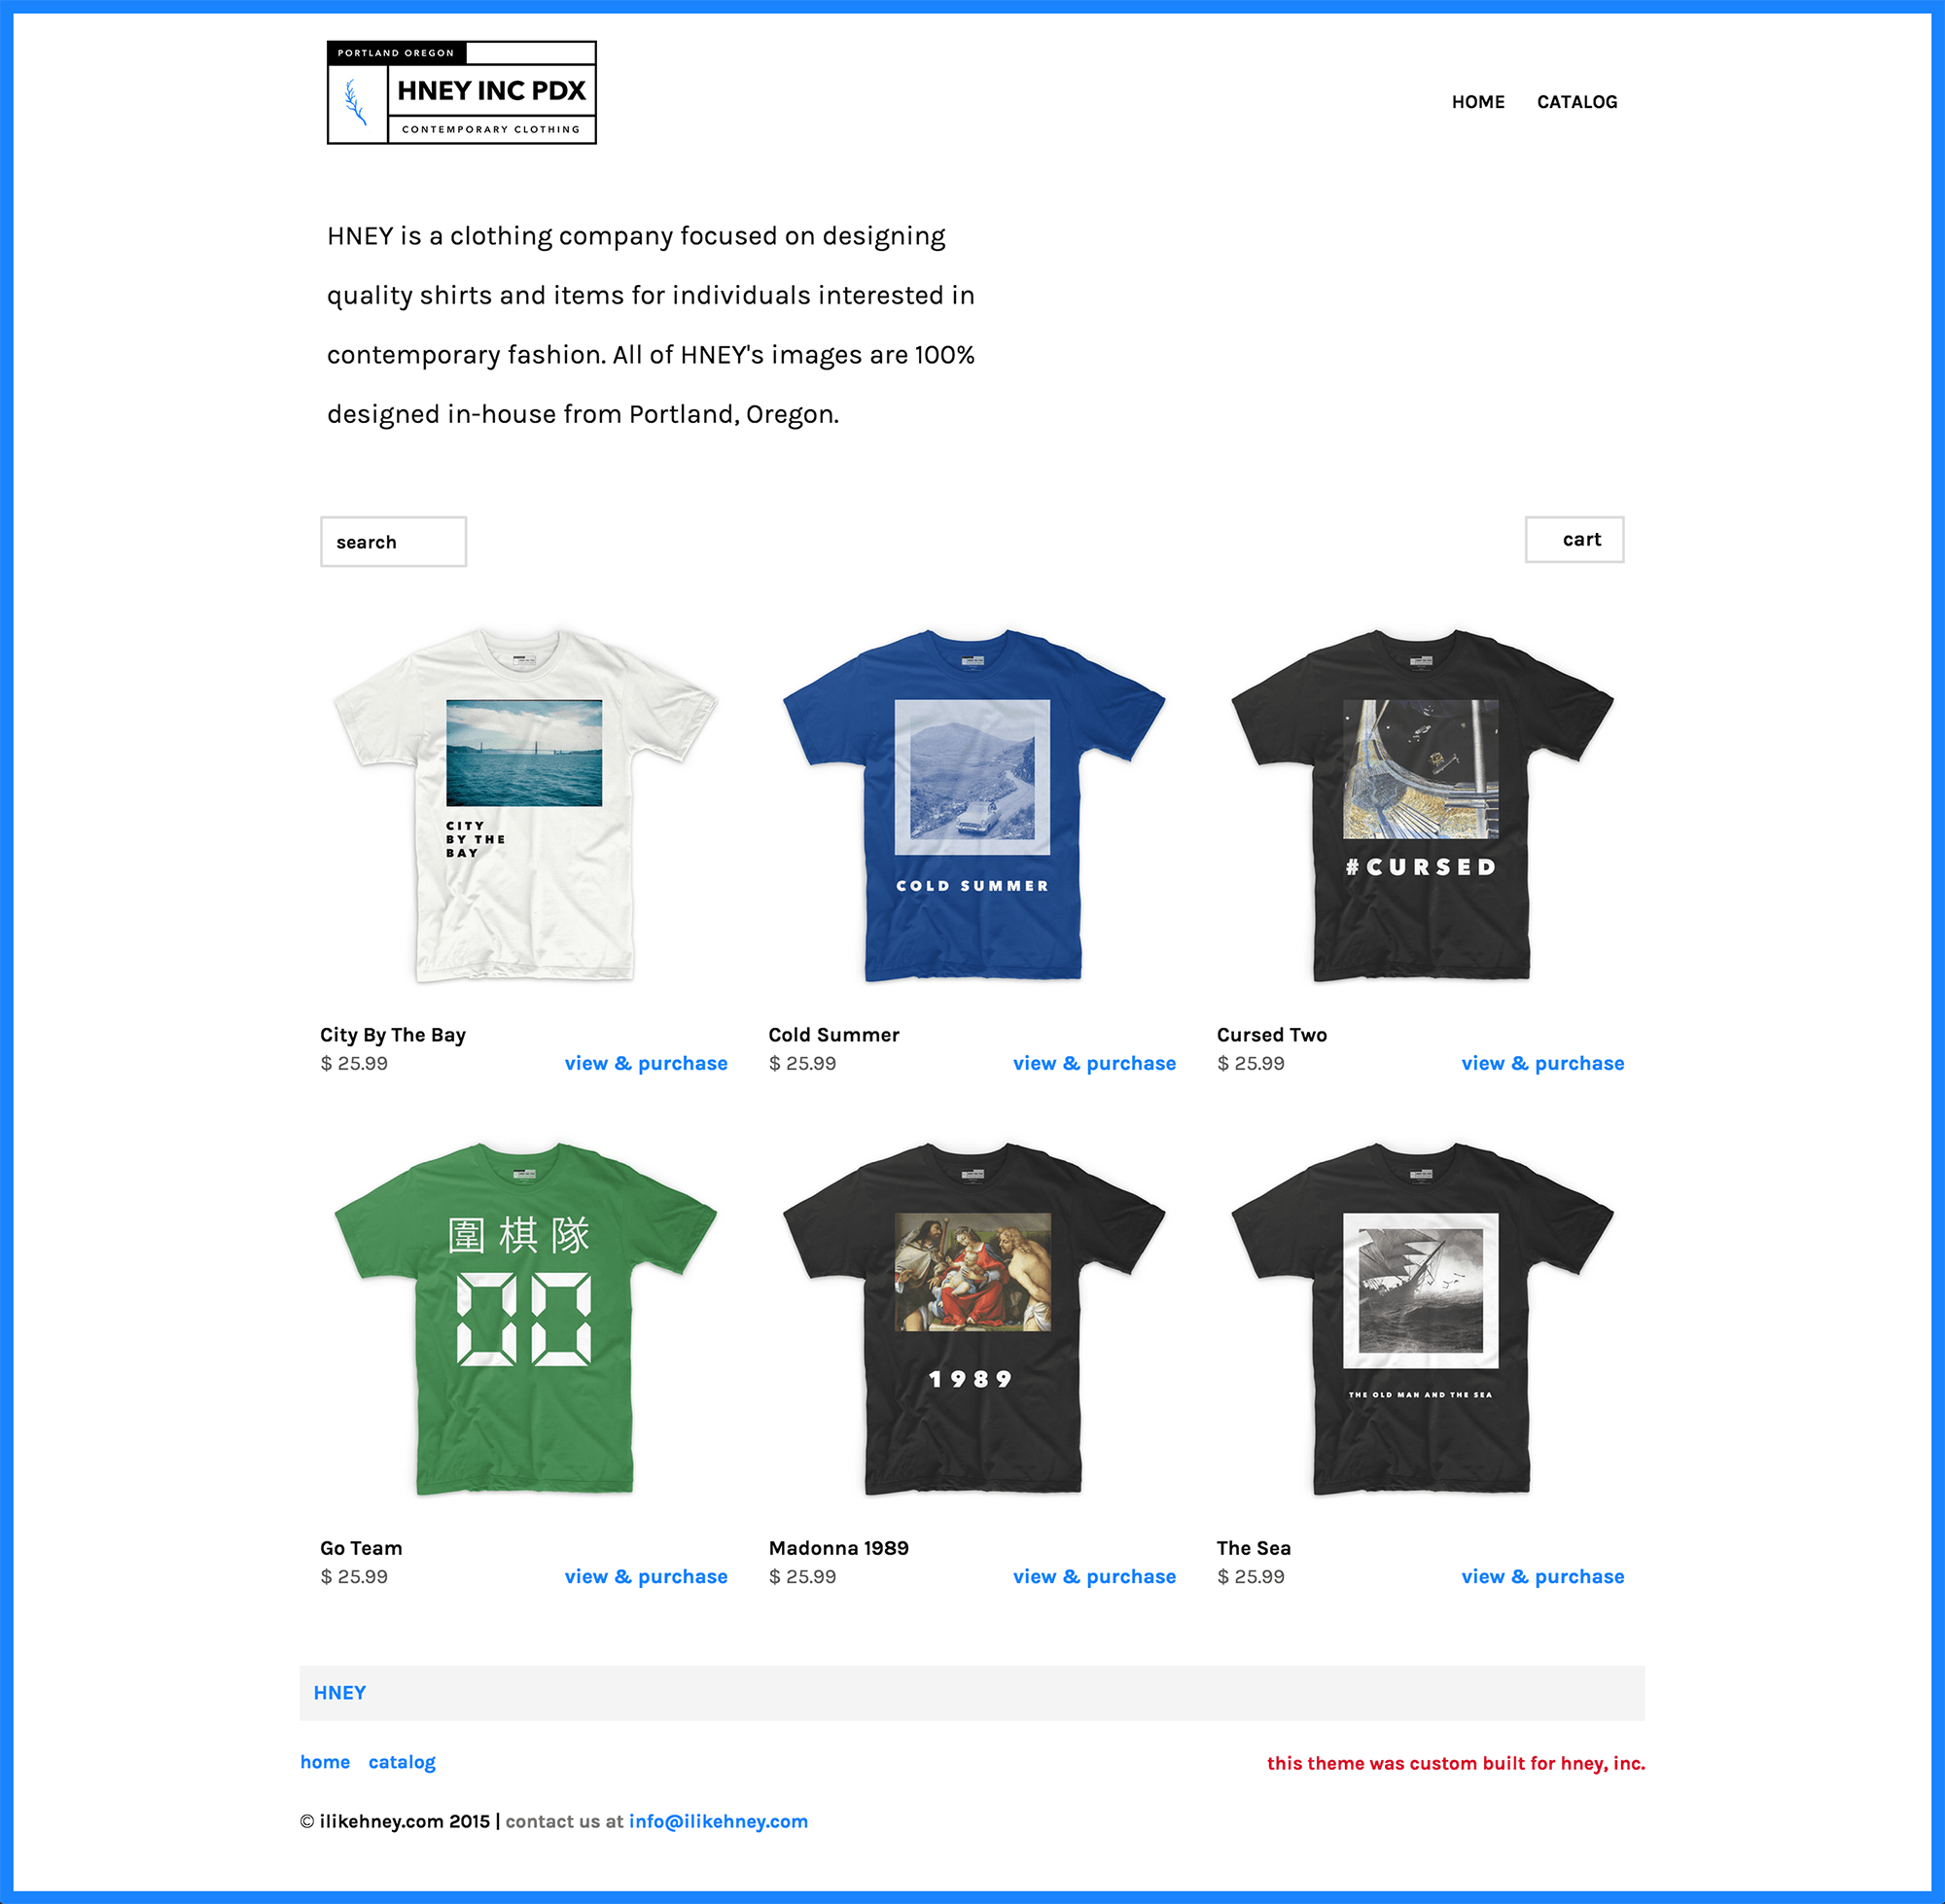 PORTLAND OREGON
HNEY INC PDX
CONTEMPORARY CLOTHING
HOME CATALOG
HNEY is a clothing company focused on designing
quality shirts and items for individuals interested in
contemporary fashion. All of HNEY's images are 100%
designed in-house from Portland, Oregon.
search
cart
CITY
BY THE
BAY
COLD SUMMER
#CURSED
City By The Bay
$ 25.99
view & purchase
Cold Summer
$ 25.99
view & purchase
Cursed Two
$ 25.99
view & purchase
圍棋隊
00
1989
THE OLD MAN AND THE SEA
Go Team
$ 25.99
view & purchase
Madonna 1989
$ 25.99
view & purchase
The Sea
$ 25.99
view & purchase
HNEY
home catalog
this theme was custom built for hney, inc.
© ilikehney.com 2015 | contact us at info@ilikehney.com